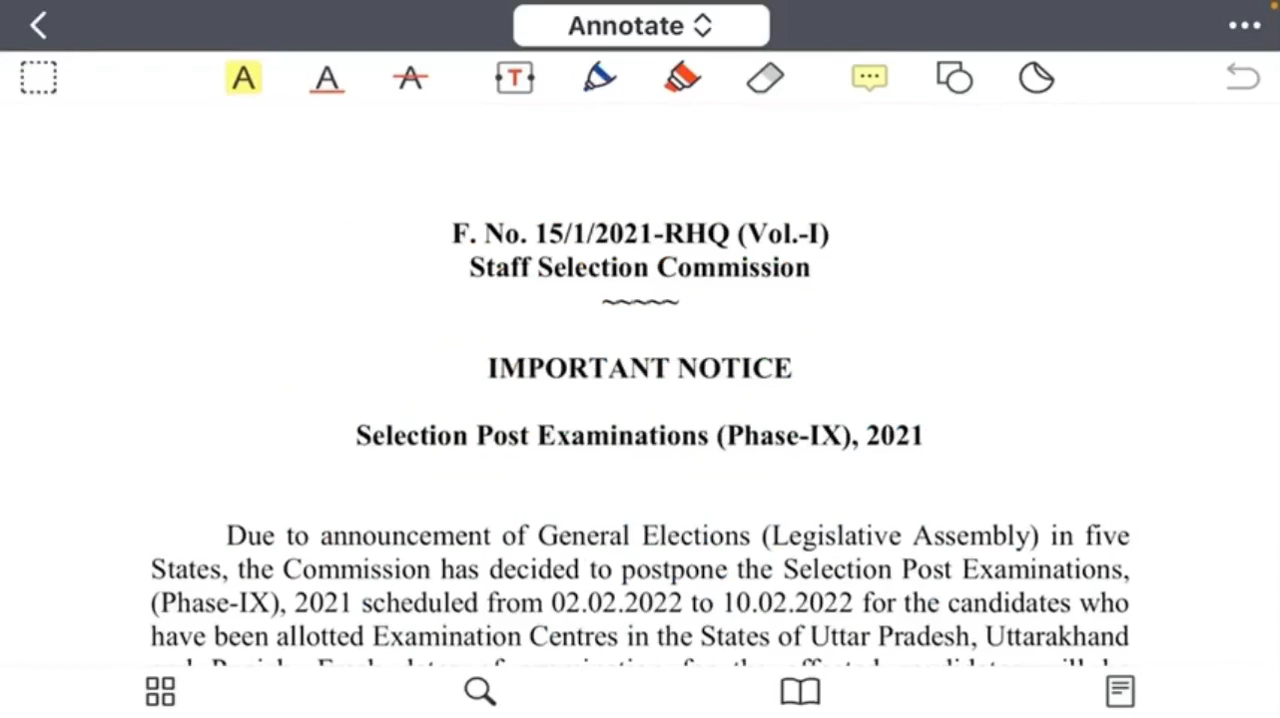 Annotate
A A A T
F. No. 15/1/2021-RHQ (Vol.-I)
Staff Selection Commission
~~~~~
IMPORTANT NOTICE
Selection Post Examinations (Phase-IX), 2021
Due to announcement of General Elections (Legislative Assembly) in five
States, the Commission has decided to postpone the Selection Post Examinations,
(Phase-IX), 2021 scheduled from 02.02.2022 to 10.02.2022 for the candidates who
have been allotted Examination Centres in the States of Uttar Pradesh, Uttarakhand